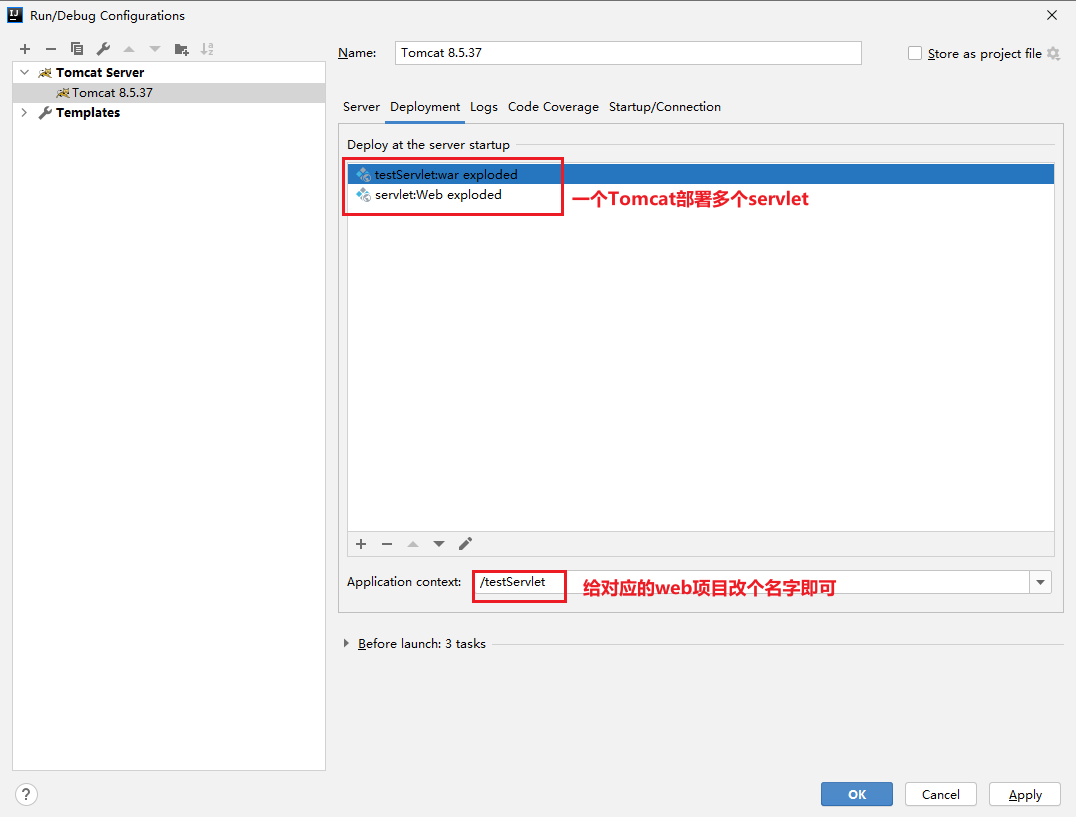 Run/Debug Configurations
Name: Tomcat 8.5.37
Store as project file
Tomcat Server
Tomcat 8.5.37
Templates
Server Deployment Logs Code Coverage Startup/Connection
Deploy at the server startup
testServlet:war exploded
servlet:Web exploded
一个Tomcat部署多个servlet
Application context: /testServlet
给对应的web项目改个名字即可
Before launch: 3 tasks
?
OK Cancel Apply